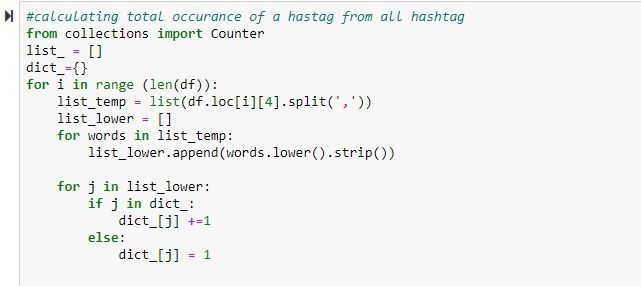 #calculating total occurance of a hastag from all hashtag
from collections import Counter
list_ = []
dict_={}
for i in range (len(df)):
    list_temp = list(df.loc[i][4].split(','))
    list_lower = []
    for words in list_temp:
        list_lower.append(words.lower().strip())
    for j in list_lower:
        if j in dict_:
            dict_[j] +=1
        else:
            dict_[j] = 1